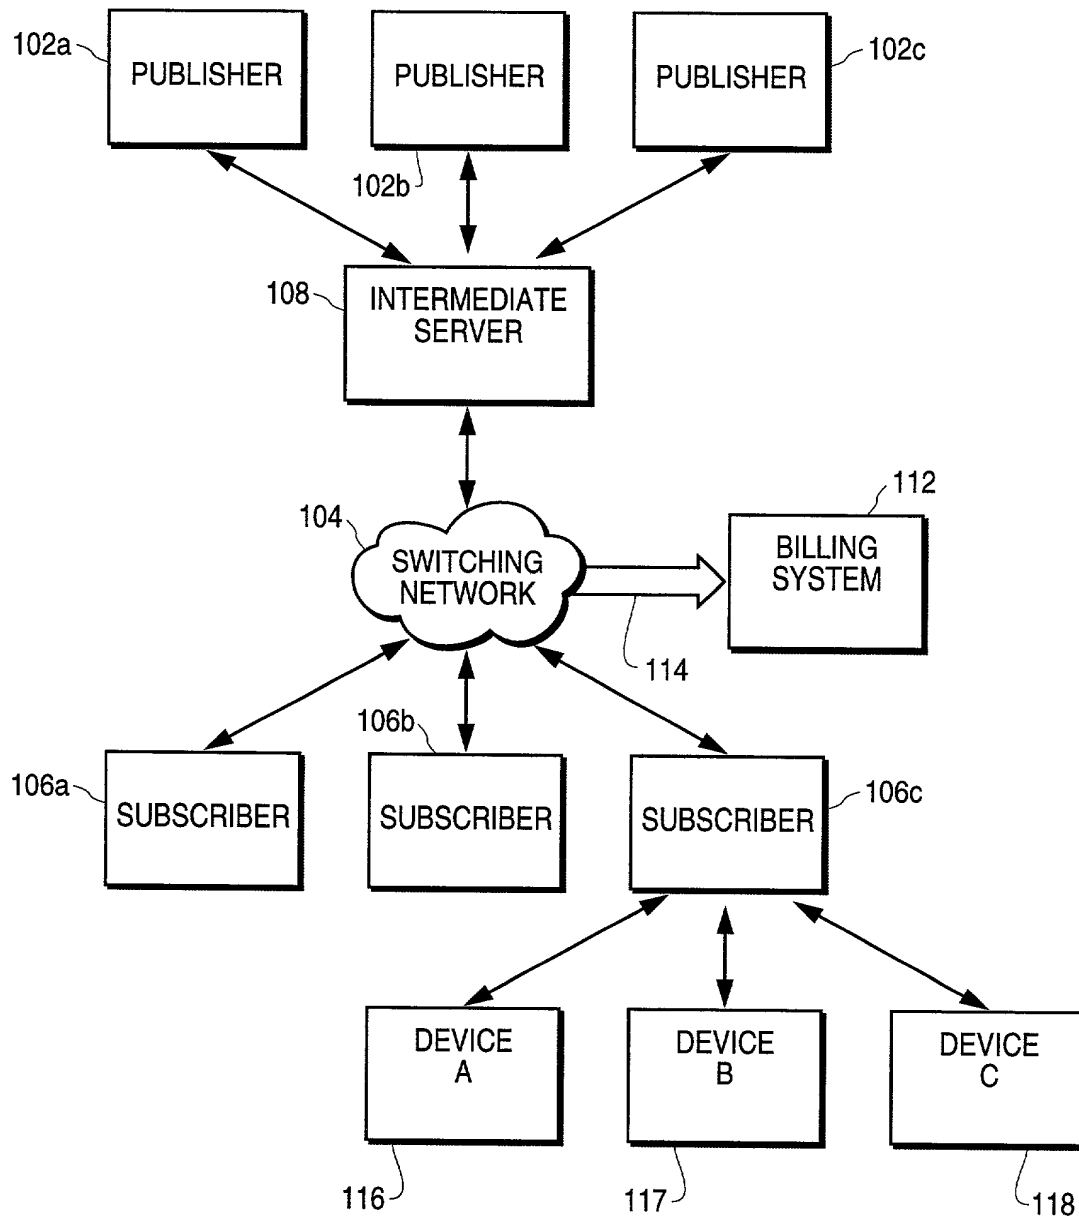 102a
PUBLISHER
PUBLISHER
PUBLISHER
102c
102b
108
INTERMEDIATE
SERVER
104
SWITCHING
NETWORK
112
BILLING
SYSTEM
114
106b
106a
SUBSCRIBER
SUBSCRIBER
SUBSCRIBER
106c
DEVICE
A
DEVICE
B
DEVICE
C
116
117
118